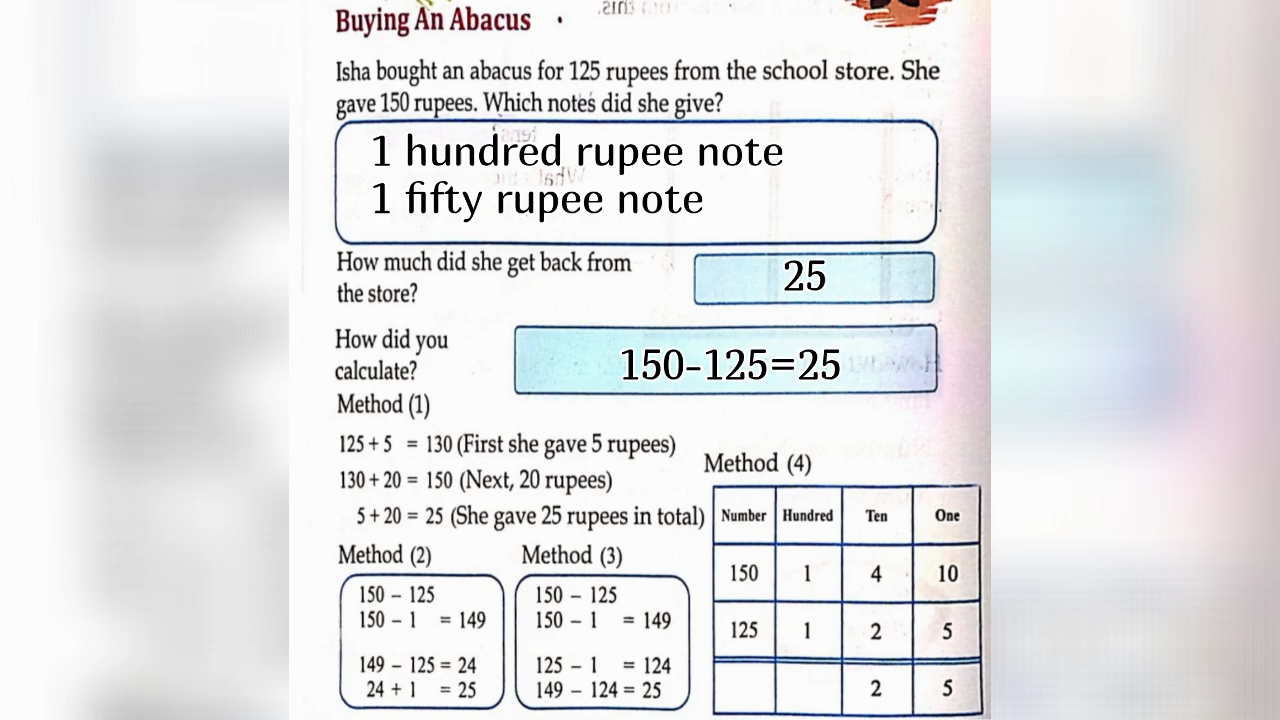 Buying An Abacus
Isha bought an abacus for 125 rupees from the school store. She
gave 150 rupees. Which notes did she give?
1 hundred rupee note
1 fifty rupee note
How much did she get back from
the store?
25
How did you
calculate?
150-125=25
Method (1)
125 + 5 = 130 (First she gave 5 rupees)
130 + 20 = 150 (Next, 20 rupees)
5 + 20 = 25 (She gave 25 rupees in total)
Method (2)
150 – 125
150 – 1 = 149
149 – 125 = 24
24 + 1 = 25
Method (3)
150 – 125
150 – 1 = 149
125 – 1 = 124
149 – 124 = 25
Method (4)
Number Hundred Ten One
150 1 4 10
125 1 2 5
2 5